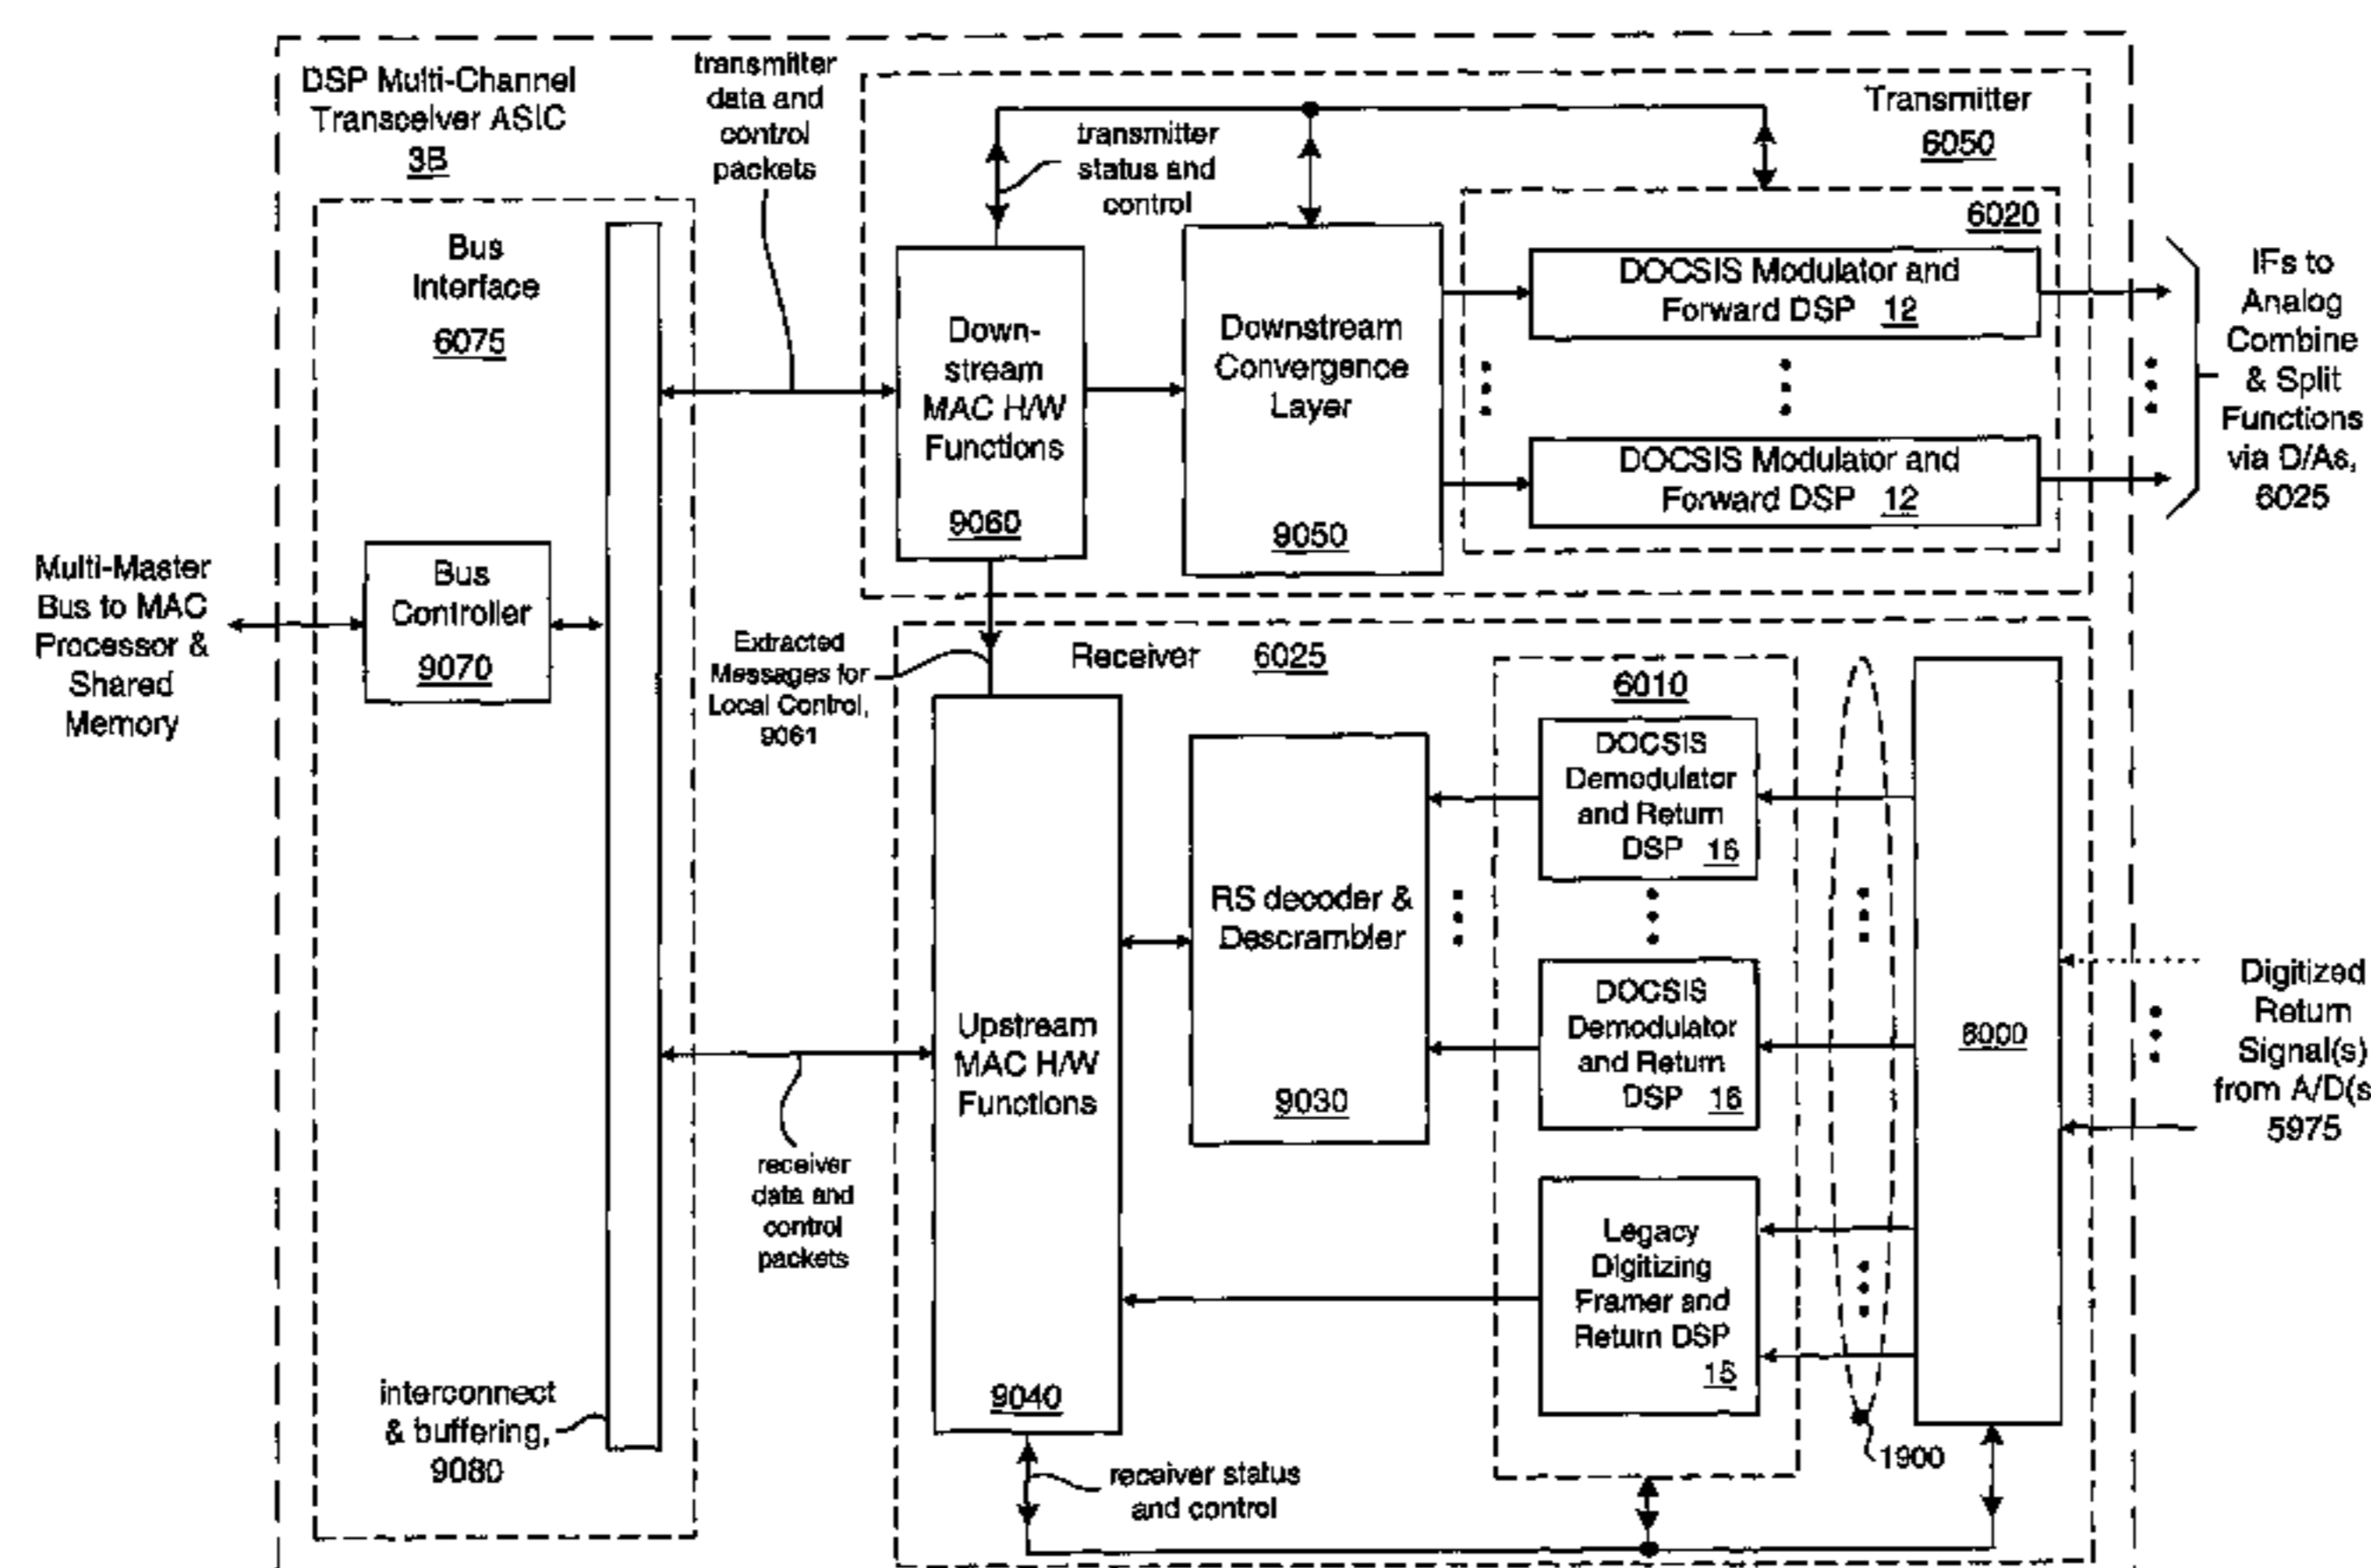 DSP Multi-Channel
Transceiver ASIC
3B
transmitter
data and
control
packets
transmitter
status and
control
Transmitter
6050
Bus
Interface
6075
Down-
stream
MAC H/W
Functions
9060
Downstream
Convergence
Layer
9050
6020
DOCSIS Modulator and
Forward DSP 12
DOCSIS Modulator and
Forward DSP 12
IFs to
Analog
Combine
& Split
Functions
via D/As,
6025
Multi-Master
Bus to MAC
Processor &
Shared
Memory
Bus
Controller
9070
Extracted
Messages for
Local Control,
9061
Receiver 6025
6010
DOCSIS
Demodulator
and Return
DSP 16
DOCSIS
Demodulator
and Return
DSP 16
RS decoder &
Descrambler
9030
Upstream
MAC H/W
Functions
9040
6000
Digitized
Return
Signal(s)
from A/D(s
5975
receiver
data and
control
packets
Legacy
Digitizing
Framer and
Return DSP
15
interconnect
& buffering,
9080
receiver status
and control
1900